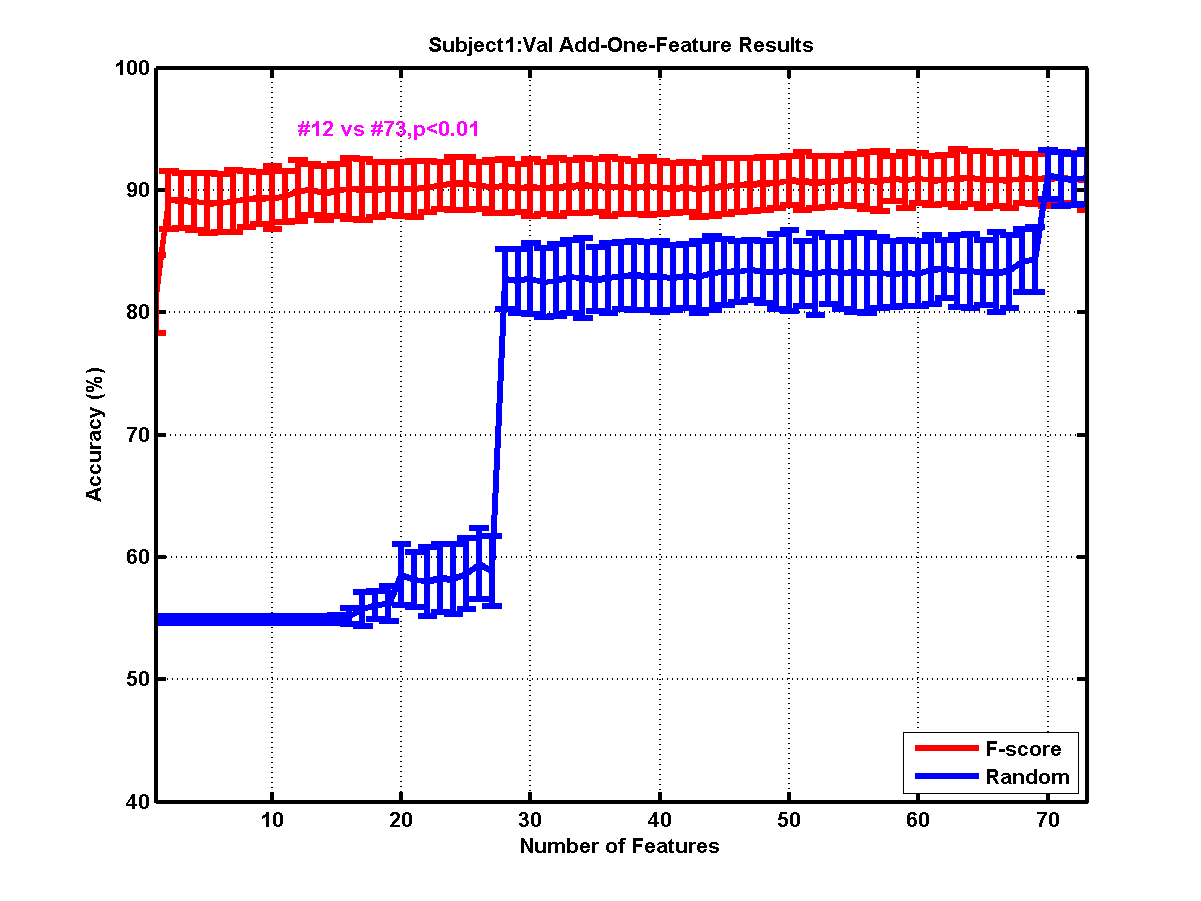 Subject1:Val Add-One-Feature Results
100
#12 vs #73,p<0.01
90
80
70
60
50
40
Accuracy (%)
F-score
Random
10 20 30 40 50 60 70
Number of Features